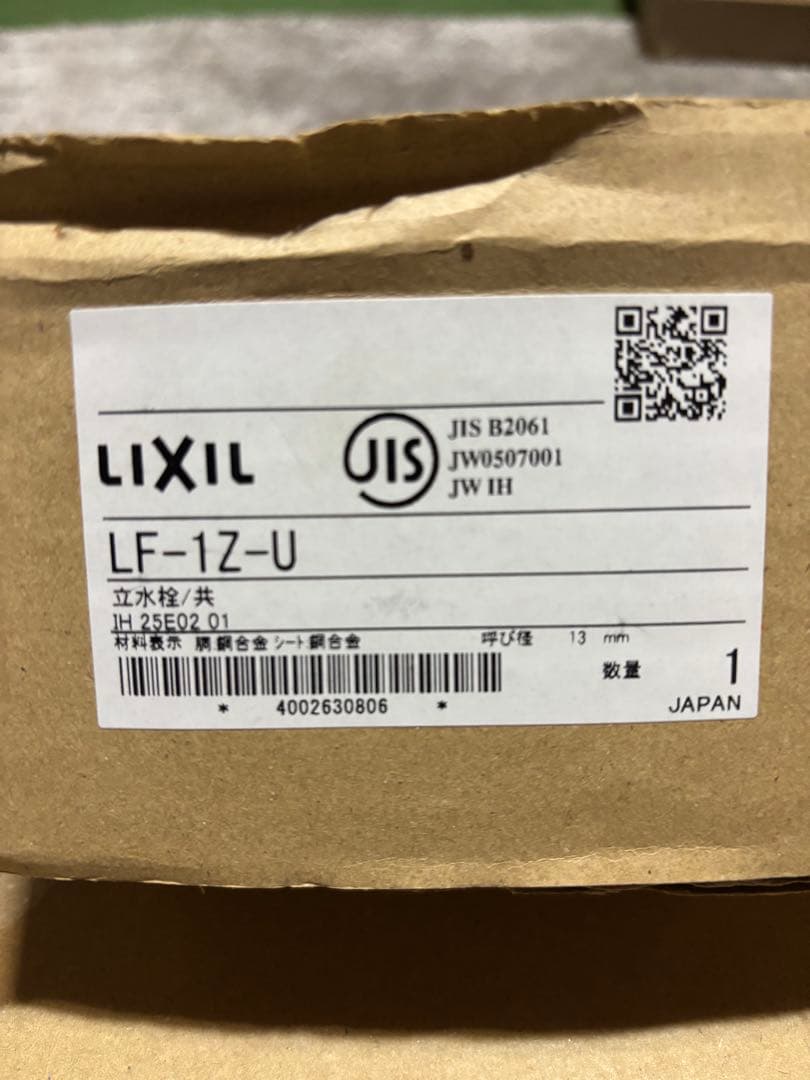 LIXIL
JIS
JIS B2061
JW0507001
JW IH
LF-1Z-U
立水栓/共
IH 25E02 01
材料表示 胴:銅合金 シート:銅合金 呼び径 13 mm
数量 1
* 4002630806 *
JAPAN